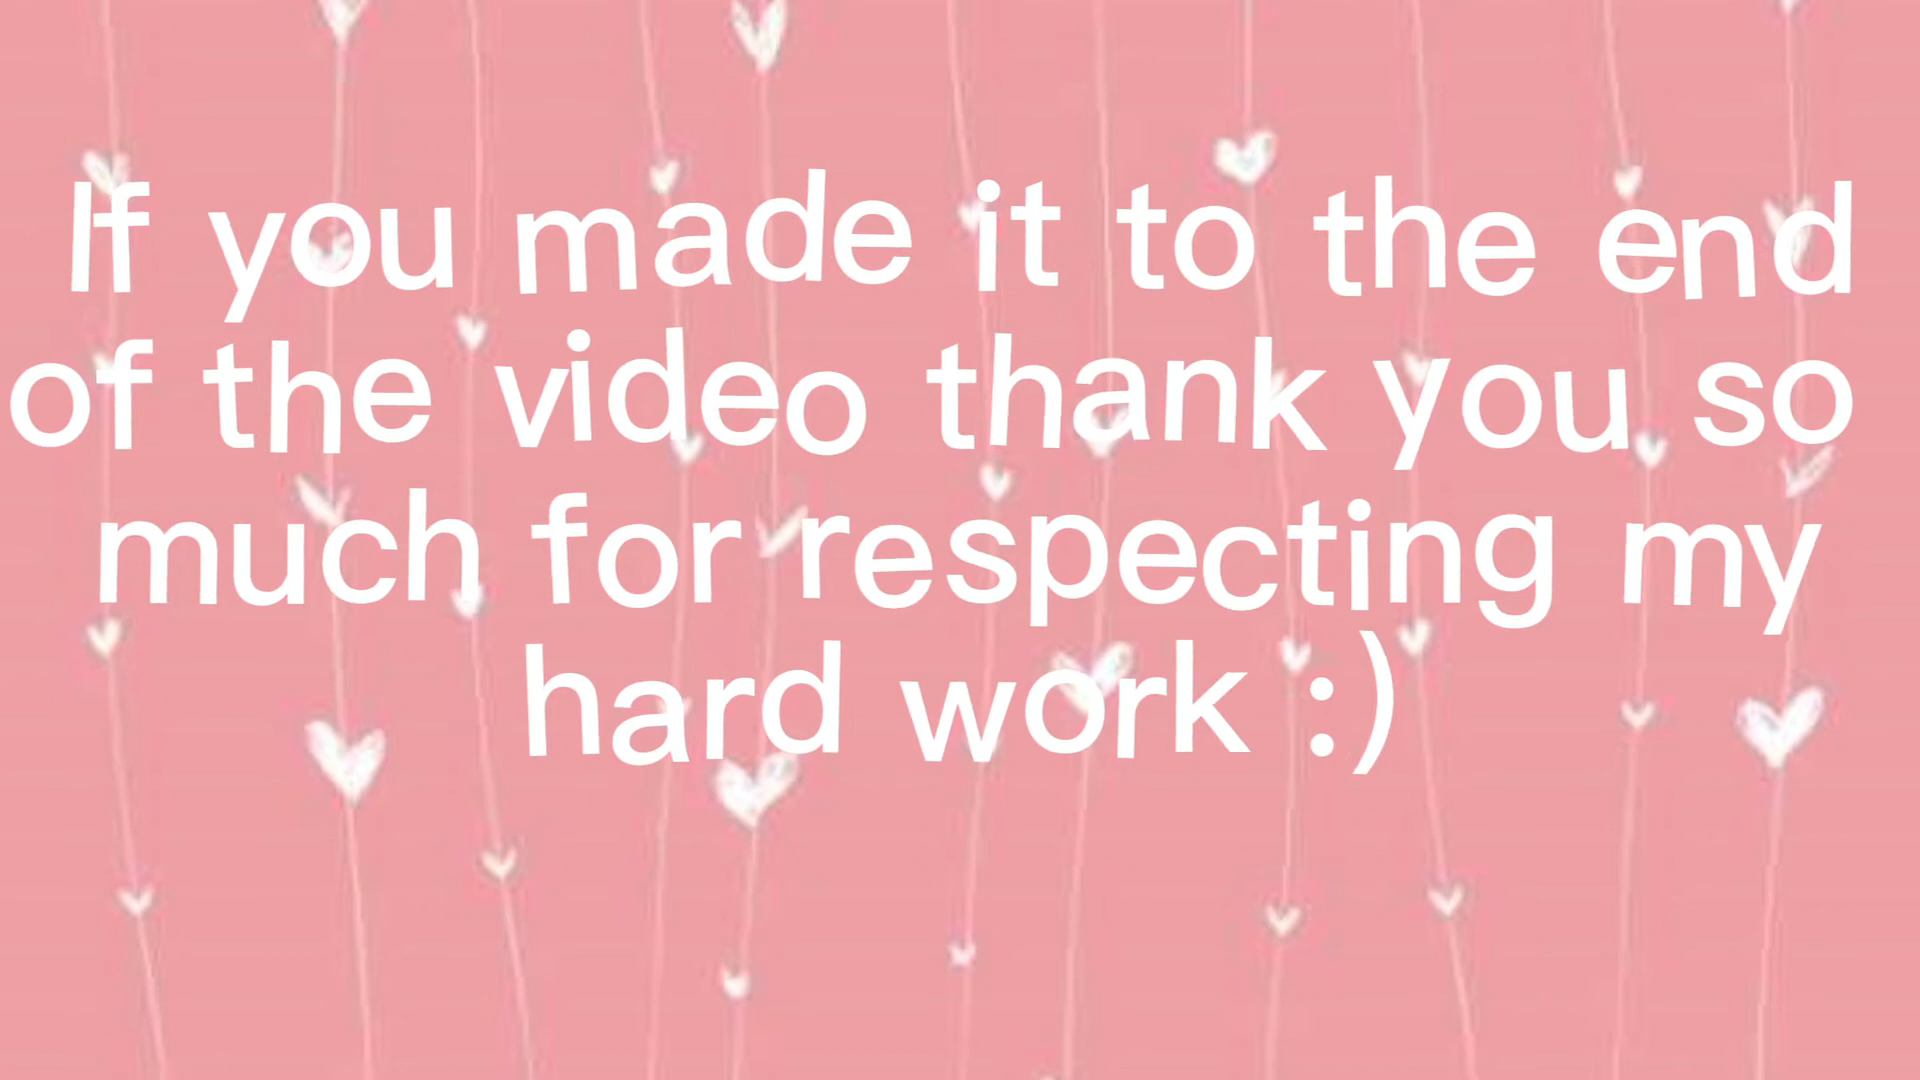 If you made it to the end
of the video thank you so
much for respecting my
hard work :)